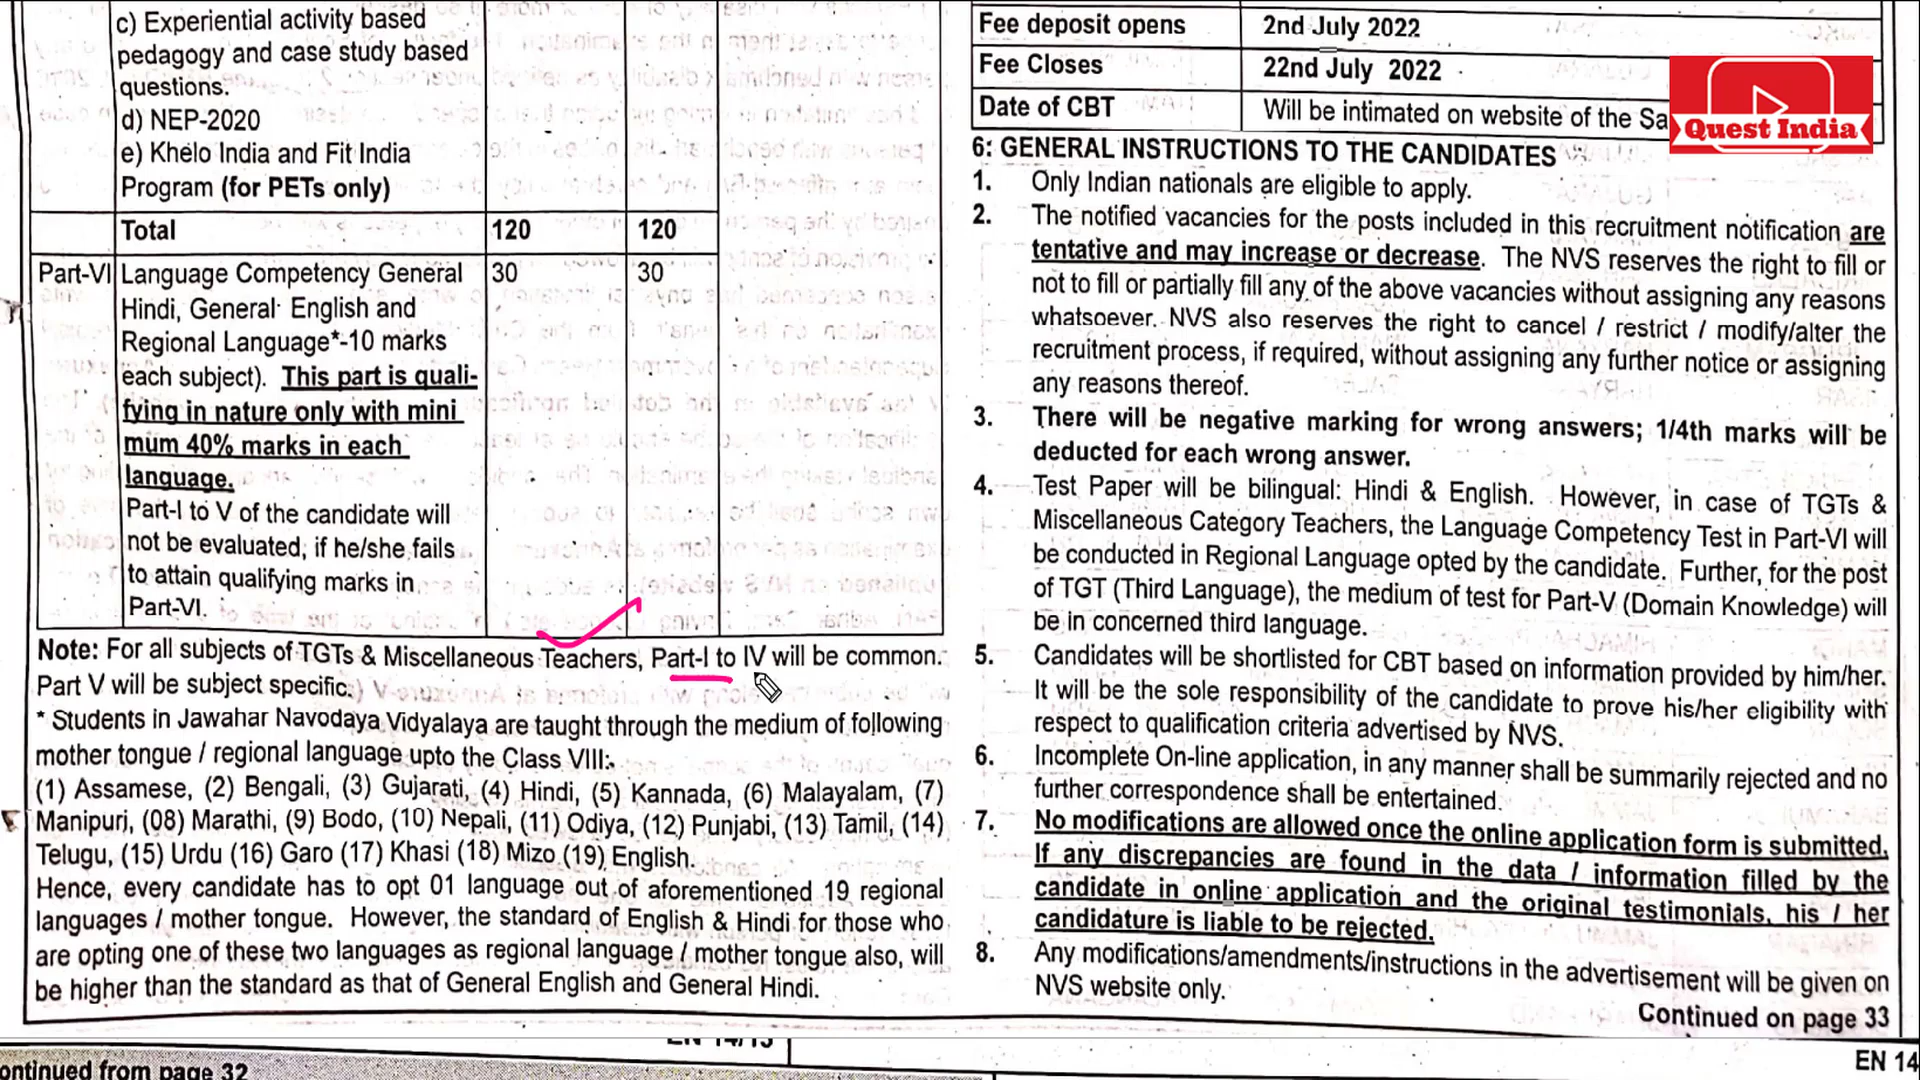 c) Experiential activity based
pedagogy and case study based
questions.
d) NEP-2020
e) Khelo India and Fit India
Program (for PETs only)
Total 120 120
Part-VI Language Competency General 30 30
Hindi, General English and
Regional Language*-10 marks
each subject). This part is quali-
fying in nature only with mini
mum 40% marks in each
language.
Part-I to V of the candidate will
not be evaluated, if he/she fails
to attain qualifying marks in
Part-VI.
Note: For all subjects of TGTs & Miscellaneous Teachers, Part-I to IV will be common.
Part V will be subject specific.
* Students in Jawahar Navodaya Vidyalaya are taught through the medium of following
mother tongue / regional language upto the Class VIII:
(1) Assamese, (2) Bengali, (3) Gujarati, (4) Hindi, (5) Kannada, (6) Malayalam, (7)
Manipuri, (08) Marathi, (9) Bodo, (10) Nepali, (11) Odiya, (12) Punjabi, (13) Tamil, (14)
Telugu, (15) Urdu (16) Garo (17) Khasi (18) Mizo (19) English.
Hence, every candidate has to opt 01 language out of aforementioned 19 regional
languages / mother tongue. However, the standard of English & Hindi for those who
are opting one of these two languages as regional language / mother tongue also, will
be higher than the standard as that of General English and General Hindi.
Fee deposit opens 2nd July 2022
Fee Closes 22nd July 2022
Date of CBT Will be intimated on website of the Sa
Quest India
6: GENERAL INSTRUCTIONS TO THE CANDIDATES
1. Only Indian nationals are eligible to apply.
2. The notified vacancies for the posts included in this recruitment notification are
tentative and may increase or decrease. The NVS reserves the right to fill or
not to fill or partially fill any of the above vacancies without assigning any reasons
whatsoever. NVS also reserves the right to cancel / restrict / modify/alter the
recruitment process, if required, without assigning any further notice or assigning
any reasons thereof.
3. There will be negative marking for wrong answers; 1/4th marks will be
deducted for each wrong answer.
4. Test Paper will be bilingual: Hindi & English. However, in case of TGTs &
Miscellaneous Category Teachers, the Language Competency Test in Part-VI will
be conducted in Regional Language opted by the candidate. Further, for the post
of TGT (Third Language), the medium of test for Part-V (Domain Knowledge) will
be in concerned third language.
5. Candidates will be shortlisted for CBT based on information provided by him/her.
It will be the sole responsibility of the candidate to prove his/her eligibility with
respect to qualification criteria advertised by NVS.
6. Incomplete On-line application, in any manner shall be summarily rejected and no
further correspondence shall be entertained.
7. No modifications are allowed once the online application form is submitted.
If any discrepancies are found in the data / information filled by the
candidate in online application and the original testimonials, his / her
candidature is liable to be rejected.
8. Any modifications/amendments/instructions in the advertisement will be given on
NVS website only.
Continued on page 33
EN 14/15
EN 14
ontinued from page 32